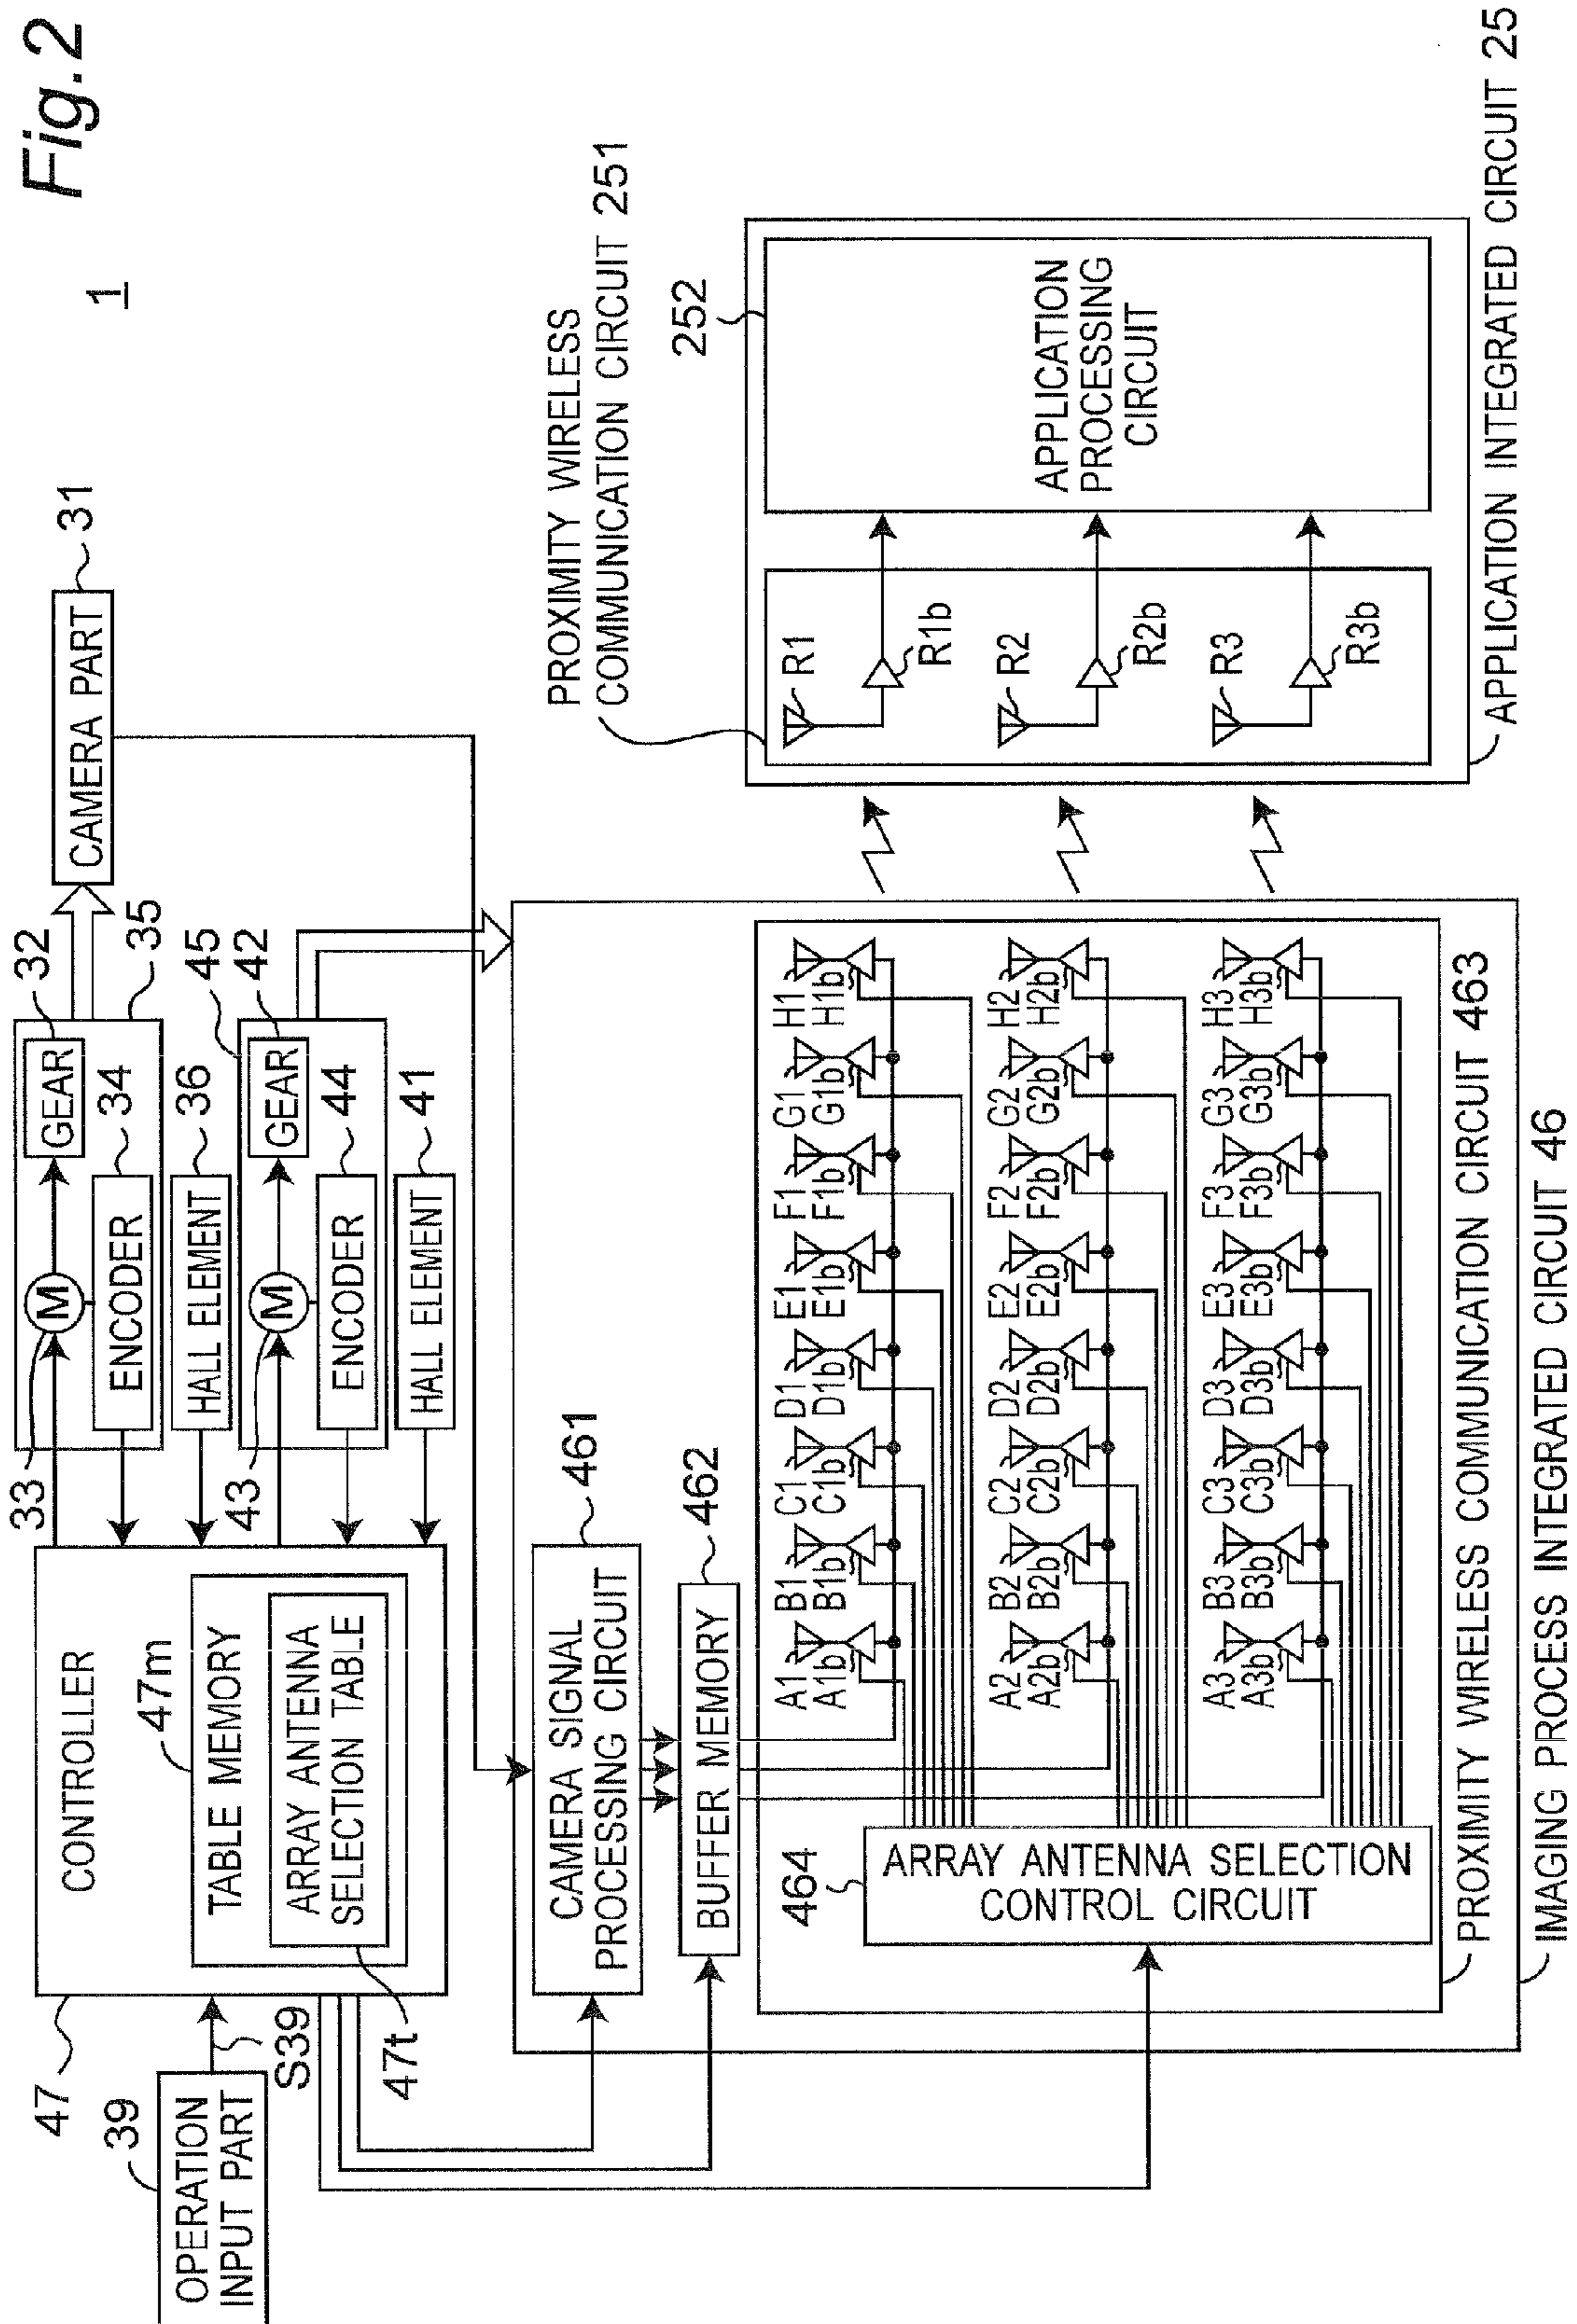 Fig.2
1
OPERATION
INPUT PART
39
S39
47
CONTROLLER
47m
TABLE MEMORY
ARRAY ANTENNA
SELECTION TABLE
47t
33
M
GEAR
32
ENCODER
34
35
HALL ELEMENT
36
43
M
GEAR
42
45
ENCODER
44
HALL ELEMENT
41
CAMERA PART
31
CAMERA SIGNAL
PROCESSING CIRCUIT
461
BUFFER MEMORY
462
464
ARRAY ANTENNA SELECTION
CONTROL CIRCUIT
A1 B1 C1 D1 E1 F1 G1 H1
A1b B1b C1b D1b E1b F1b G1b H1b
A2 B2 C2 D2 E2 F2 G2 H2
A2b B2b C2b D2b E2b F2b G2b H2b
A3 B3 C3 D3 E3 F3 G3 H3
A3b B3b C3b D3b E3b F3b G3b H3b
PROXIMITY WIRELESS COMMUNICATION CIRCUIT 463
IMAGING PROCESS INTEGRATED CIRCUIT 46
PROXIMITY WIRELESS
COMMUNICATION CIRCUIT 251
252
R1
R1b
R2
R2b
R3
R3b
APPLICATION
PROCESSING
CIRCUIT
APPLICATION INTEGRATED CIRCUIT 25